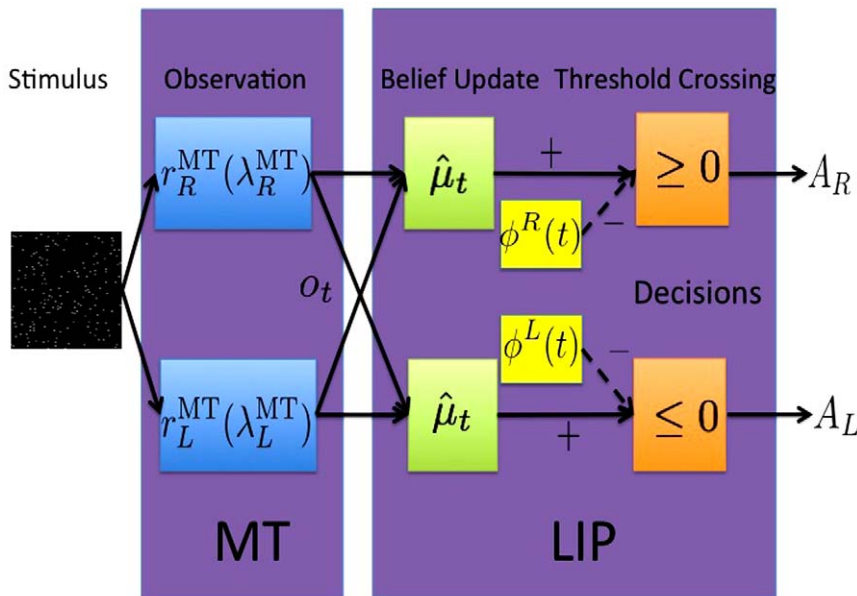 Stimulus
Observation
Belief Update
Threshold Crossing
r_R^MT(λ_R^MT)
μ̂_t
+
≥ 0
A_R
ϕ^R(t)
−
o_t
Decisions
ϕ^L(t)
−
r_L^MT(λ_L^MT)
μ̂_t
+
≤ 0
A_L
MT
LIP